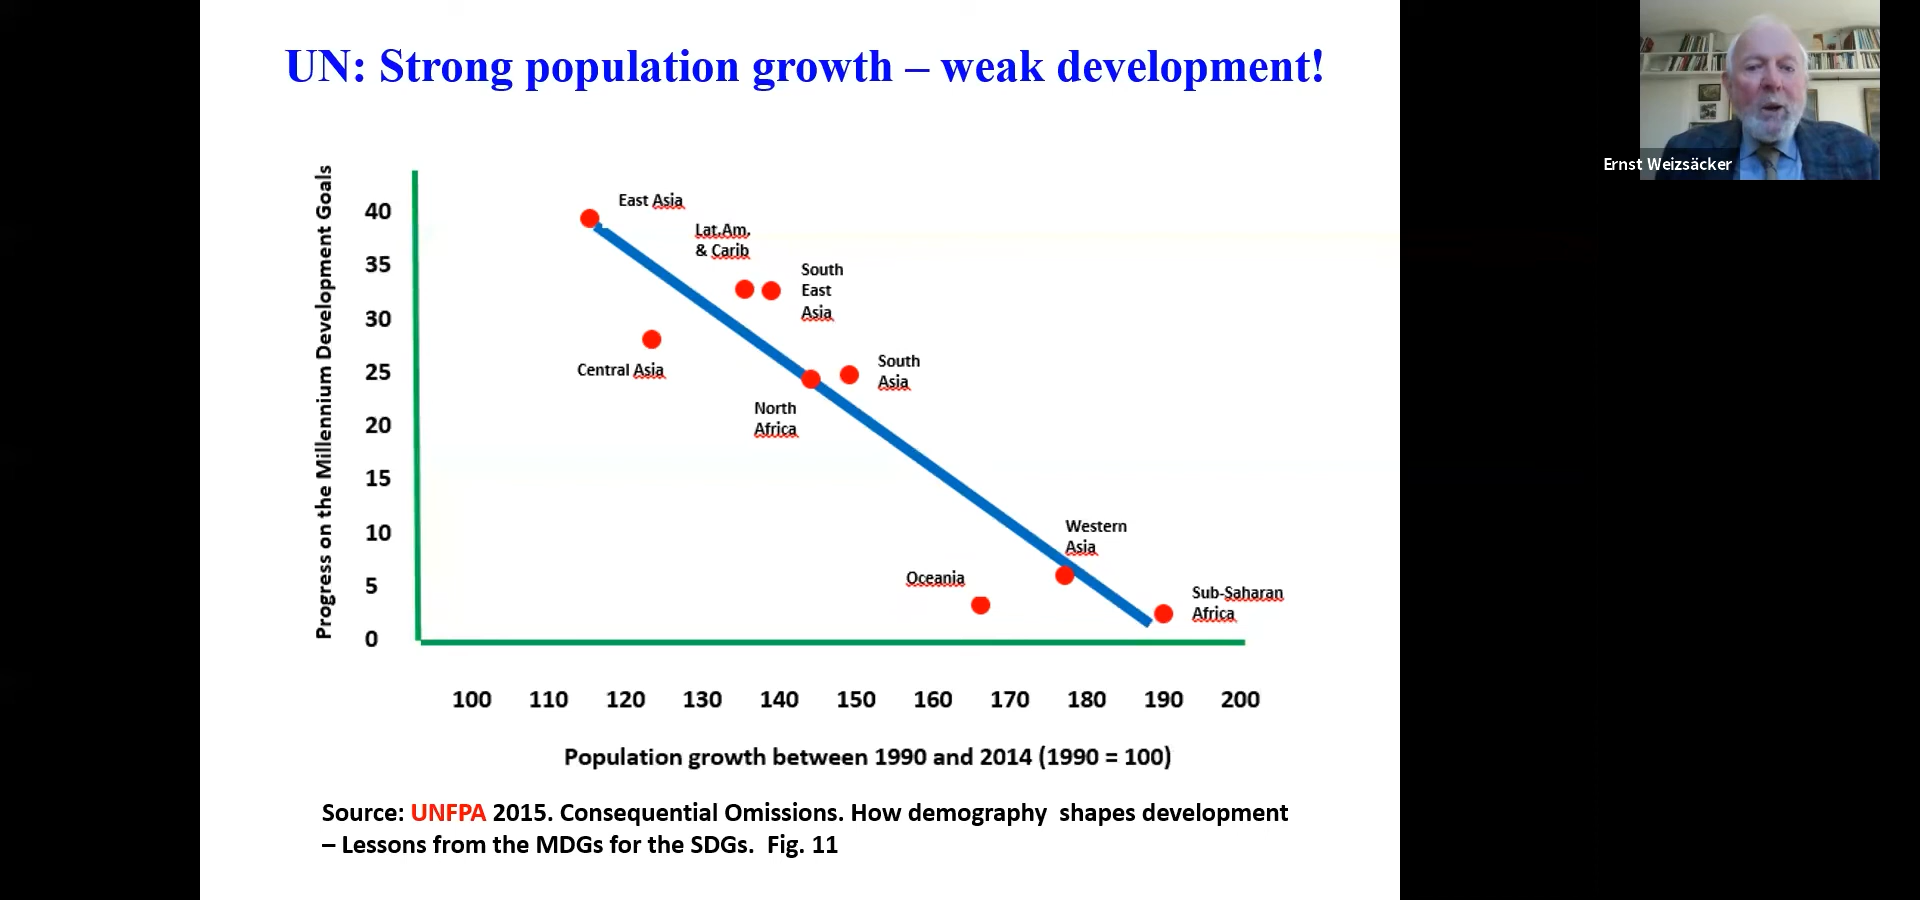 UN: Strong population growth – weak development!
Ernst Weizsäcker
Progress on the Millennium Development Goals
40
35
30
25
20
15
10
5
0
East Asia
Lat.Am.
& Carib
South
East
Asia
Central Asia
South
Asia
North
Africa
Western
Asia
Oceania
Sub-Saharan
Africa
100 110 120 130 140 150 160 170 180 190 200
Population growth between 1990 and 2014 (1990 = 100)
Source: UNFPA 2015. Consequential Omissions. How demography shapes development
– Lessons from the MDGs for the SDGs. Fig. 11